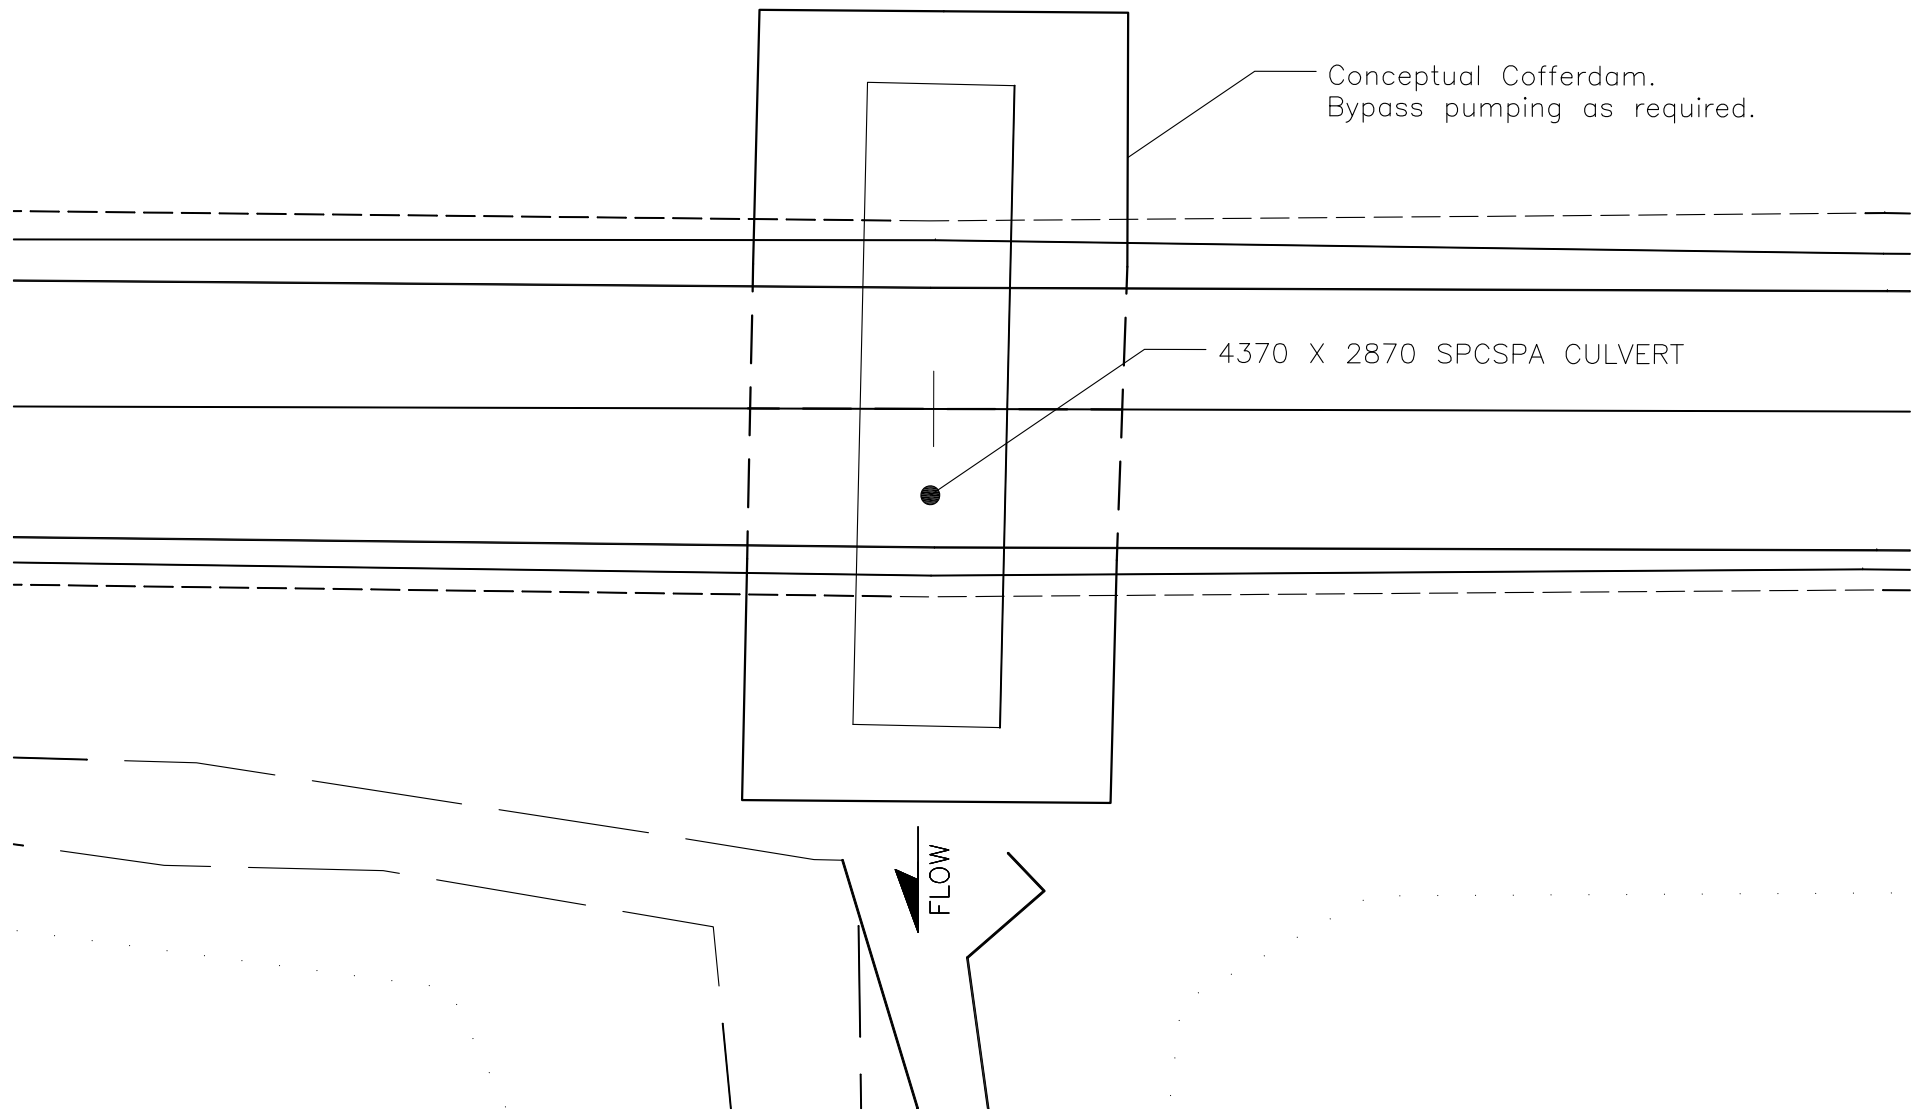 Conceptual Cofferdam.
Bypass pumping as required.
4370 X 2870 SPCSPA CULVERT
FLOW